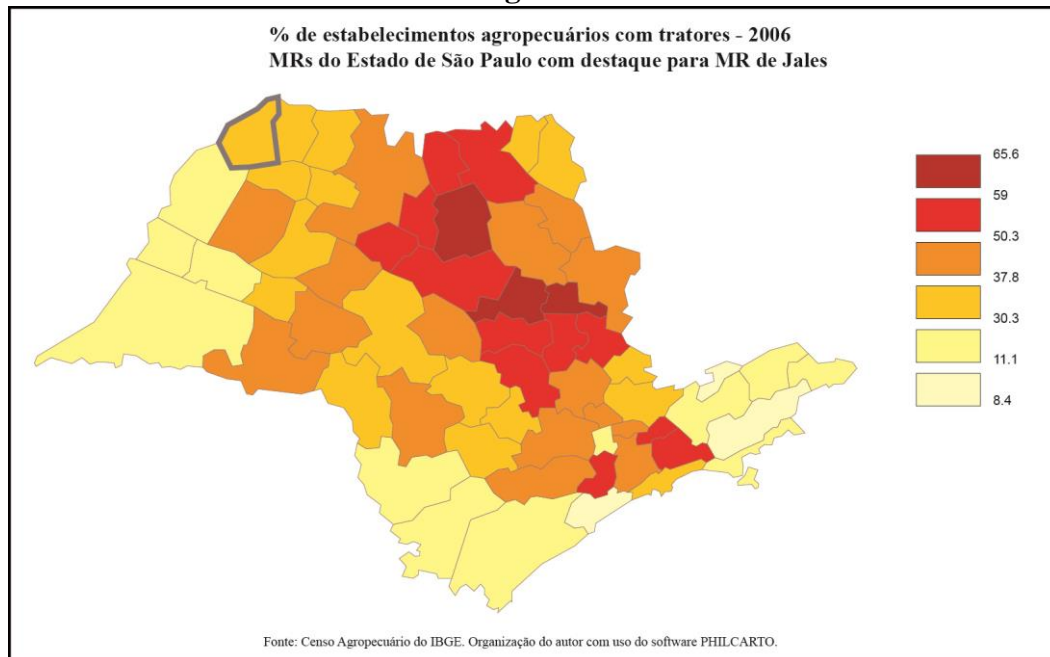 % de estabelecimentos agropecuários com tratores - 2006
MRs do Estado de São Paulo com destaque para MR de Jales
65.6
59
50.3
37.8
30.3
11.1
8.4
Fonte: Censo Agropecuário do IBGE. Organização do autor com uso do software PHILCARTO.